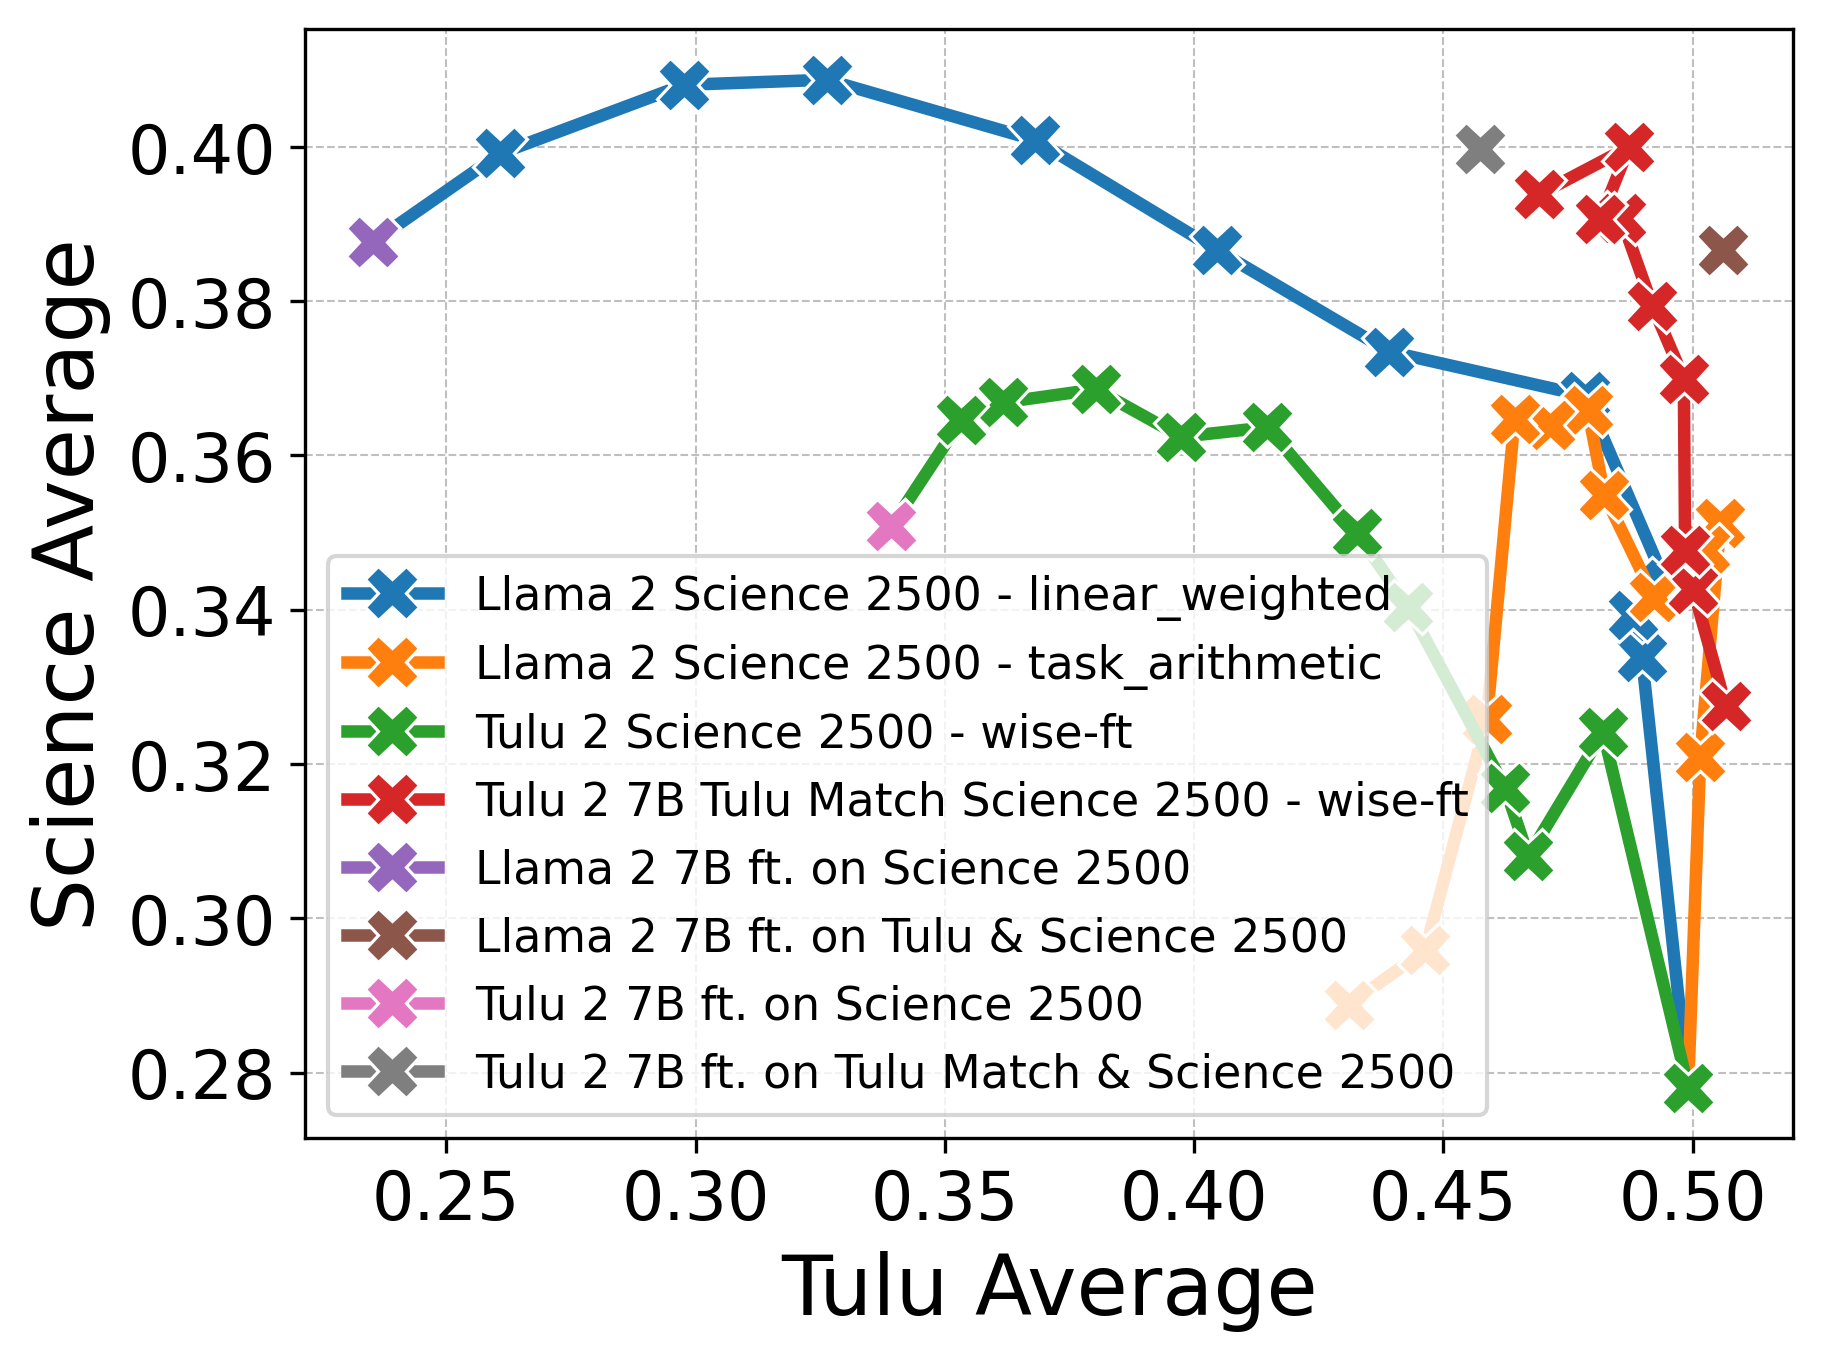 Science Average
0.40
0.38
0.36
0.34
0.32
0.30
0.28
Llama 2 Science 2500 - linear_weighted
Llama 2 Science 2500 - task_arithmetic
Tulu 2 Science 2500 - wise-ft
Tulu 2 7B Tulu Match Science 2500 - wise-ft
Llama 2 7B ft. on Science 2500
Llama 2 7B ft. on Tulu & Science 2500
Tulu 2 7B ft. on Science 2500
Tulu 2 7B ft. on Tulu Match & Science 2500
0.25 0.30 0.35 0.40 0.45 0.50
Tulu Average